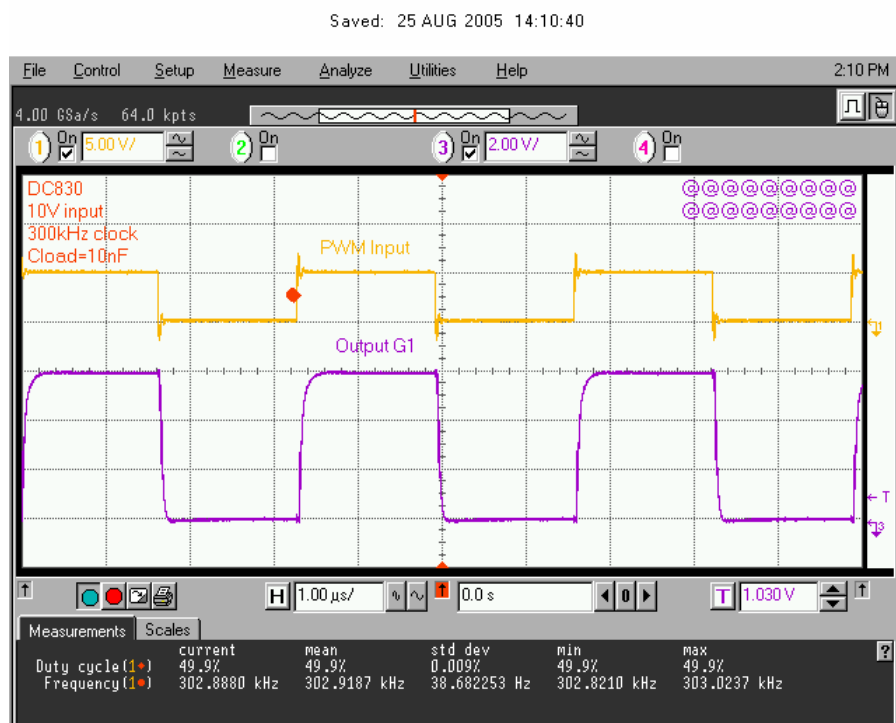 Saved: 25 AUG 2005 14:10:40
File Control Setup Measure Analyze Utilities Help 2:10 PM
4.00 GSa/s 64.0 kpts
1 On 5.00 V/ 2 On 3 On 2.00 V/ 4 On
DC830 @@@@@@@@@
10V input @@@@@@@@@
300kHz clock
Cload=10nF
PWM Input
1
Output G1
T
3
H 1.00 µs/ 0.0 s 0 T 1.030 V
Measurements Scales
current mean std dev min max ?
Duty cycle(1♦) 49.9% 49.9% 0.009% 49.9% 49.9%
Frequency(1●) 302.8880 kHz 302.9187 kHz 38.682253 Hz 302.8210 kHz 303.0237 kHz